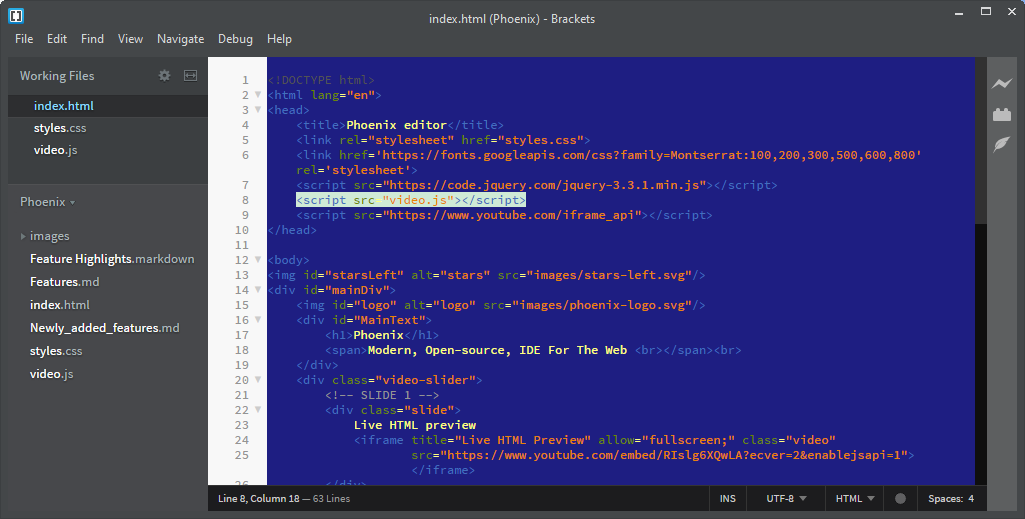 index.html (Phoenix) - Brackets
File Edit Find View Navigate Debug Help
Working Files
index.html
styles.css
video.js
Phoenix
images
Feature Highlights.markdown
Features.md
index.html
Newly_added_features.md
styles.css
video.js
1 <!DOCTYPE html>
2 <html lang="en">
3 <head>
4 <title>Phoenix editor</title>
5 <link rel="stylesheet" href="styles.css">
6 <link href='https://fonts.googleapis.com/css?family=Montserrat:100,200,300,500,600,800'
rel='stylesheet'>
7 <script src="https://code.jquery.com/jquery-3.3.1.min.js"></script>
8 <script src "video.js"></script>
9 <script src="https://www.youtube.com/iframe_api"></script>
10 </head>
11
12 <body>
13 <img id="starsLeft" alt="stars" src="images/stars-left.svg"/>
14 <div id="mainDiv">
15 <img id="logo" alt="logo" src="images/phoenix-logo.svg"/>
16 <div id="MainText">
17 <h1>Phoenix</h1>
18 <span>Modern, Open-source, IDE For The Web <br></span><br>
19 </div>
20 <div class="video-slider">
21 <!-- SLIDE 1 -->
22 <div class="slide">
23 Live HTML preview
24 <iframe title="Live HTML Preview" allow="fullscreen;" class="video"
25 src="https://www.youtube.com/embed/RIslg6XQwLA?ecver=2&enablejsapi=1">
</iframe>
26 </div>
Line 8, Column 18 — 63 Lines
INS UTF-8 HTML Spaces: 4